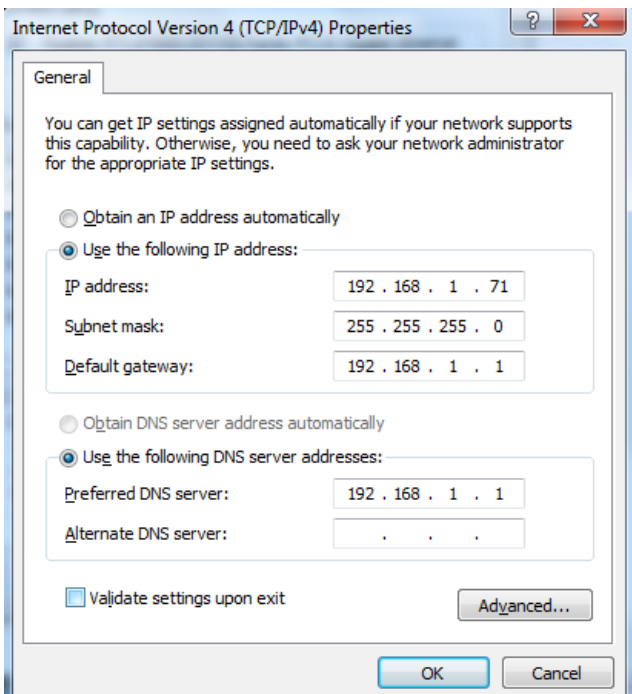 Internet Protocol Version 4 (TCP/IPv4) Properties
?
X
General
You can get IP settings assigned automatically if your network supports
this capability. Otherwise, you need to ask your network administrator
for the appropriate IP settings.
Obtain an IP address automatically
Use the following IP address:
IP address: 192 . 168 . 1 . 71
Subnet mask: 255 . 255 . 255 . 0
Default gateway: 192 . 168 . 1 . 1
Obtain DNS server address automatically
Use the following DNS server addresses:
Preferred DNS server: 192 . 168 . 1 . 1
Alternate DNS server: . . .
Validate settings upon exit
Advanced...
OK Cancel